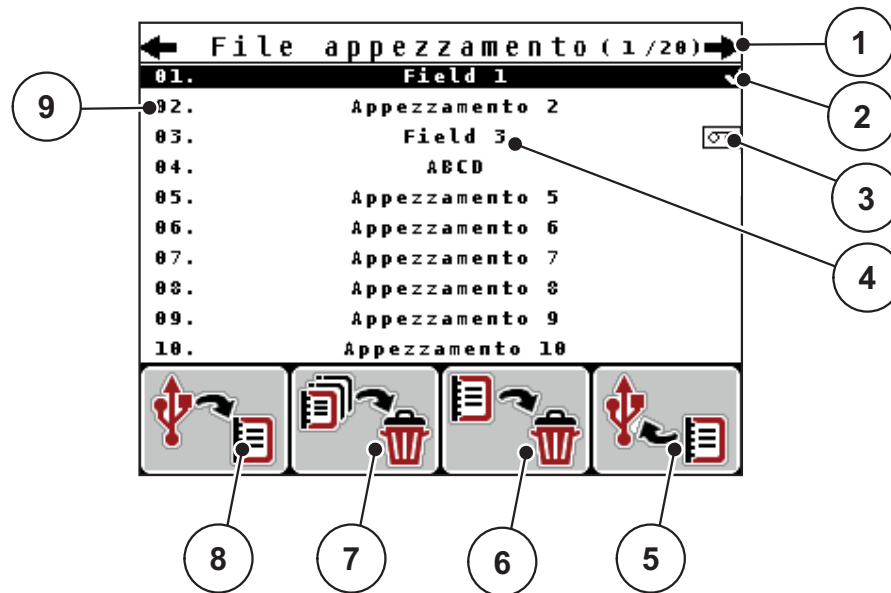 File appezzamento (1/20)
01. Field 1
02. Appezzamento 2
03. Field 3
04. ABCD
05. Appezzamento 5
06. Appezzamento 6
07. Appezzamento 7
08. Appezzamento 8
09. Appezzamento 9
10. Appezzamento 10
1
2
3
4
5
6
7
8
9